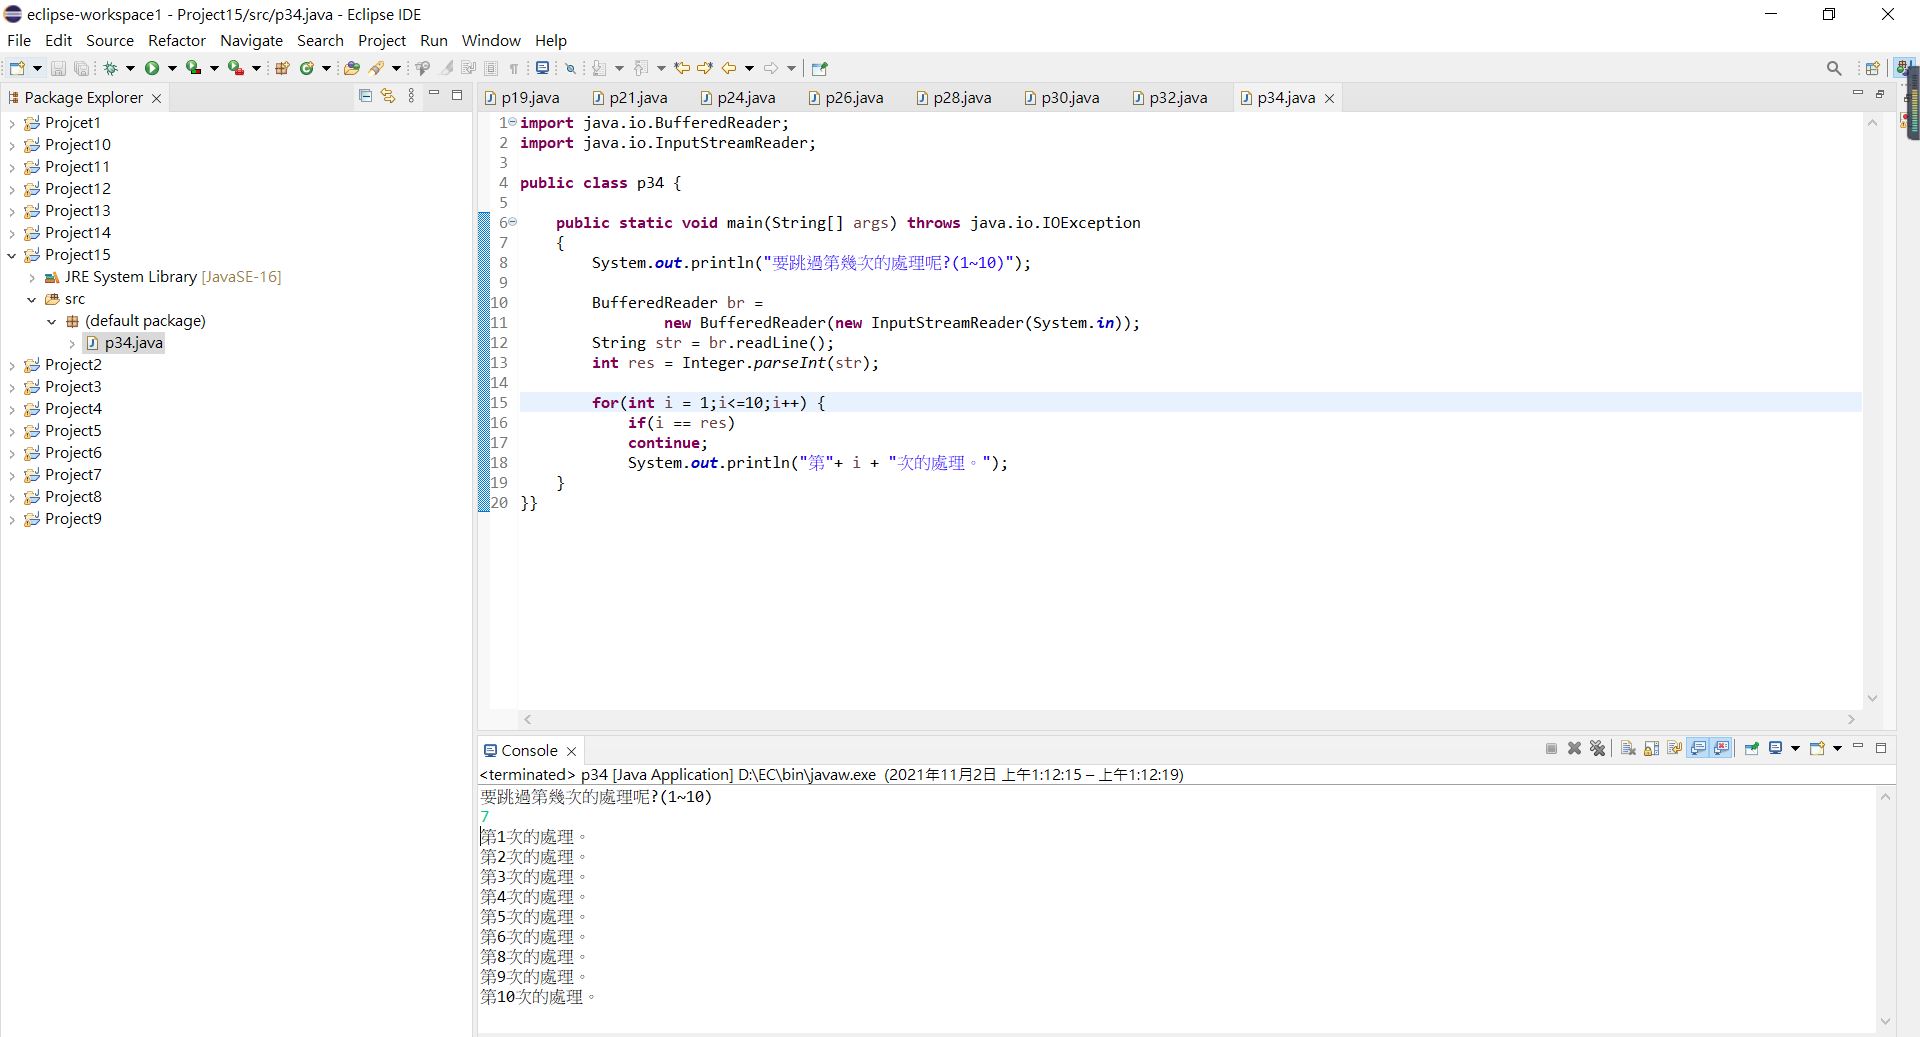 eclipse-workspace1 - Project15/src/p34.java - Eclipse IDE
File Edit Source Refactor Navigate Search Project Run Window Help
Package Explorer
Projcet1
Project10
Project11
Project12
Project13
Project14
Project15
JRE System Library [JavaSE-16]
src
(default package)
p34.java
Project2
Project3
Project4
Project5
Project6
Project7
Project8
Project9
p19.java p21.java p24.java p26.java p28.java p30.java p32.java p34.java
1 import java.io.BufferedReader;
2 import java.io.InputStreamReader;
3
4 public class p34 {
5
6 public static void main(String[] args) throws java.io.IOException
7 {
8 System.out.println("要跳過第幾次的處理呢?(1~10)");
9
10 BufferedReader br =
11 new BufferedReader(new InputStreamReader(System.in));
12 String str = br.readLine();
13 int res = Integer.parseInt(str);
14
15 for(int i = 1;i<=10;i++) {
16 if(i == res)
17 continue;
18 System.out.println("第"+ i + "次的處理。");
19 }
20 }}
Console
<terminated> p34 [Java Application] D:\EC\bin\javaw.exe (2021年11月2日 上午1:12:15 – 上午1:12:19)
要跳過第幾次的處理呢?(1~10)
7
第1次的處理。
第2次的處理。
第3次的處理。
第4次的處理。
第5次的處理。
第6次的處理。
第8次的處理。
第9次的處理。
第10次的處理。